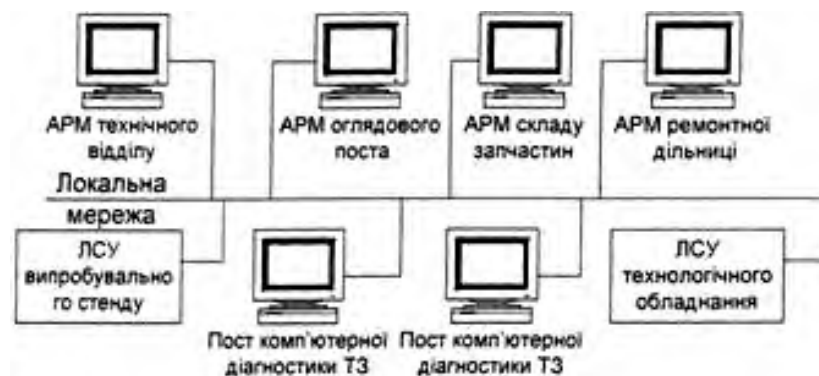 АРМ технічного
відділу
АРМ оглядового
поста
АРМ складу
запчастин
АРМ ремонтної
дільниці
Локальна
мережа
ЛСУ
випробувально
го стенду
Пост комп'ютерної
діагностики ТЗ
Пост комп'ютерної
діагностики ТЗ
ЛСУ
технологічного
обладнання